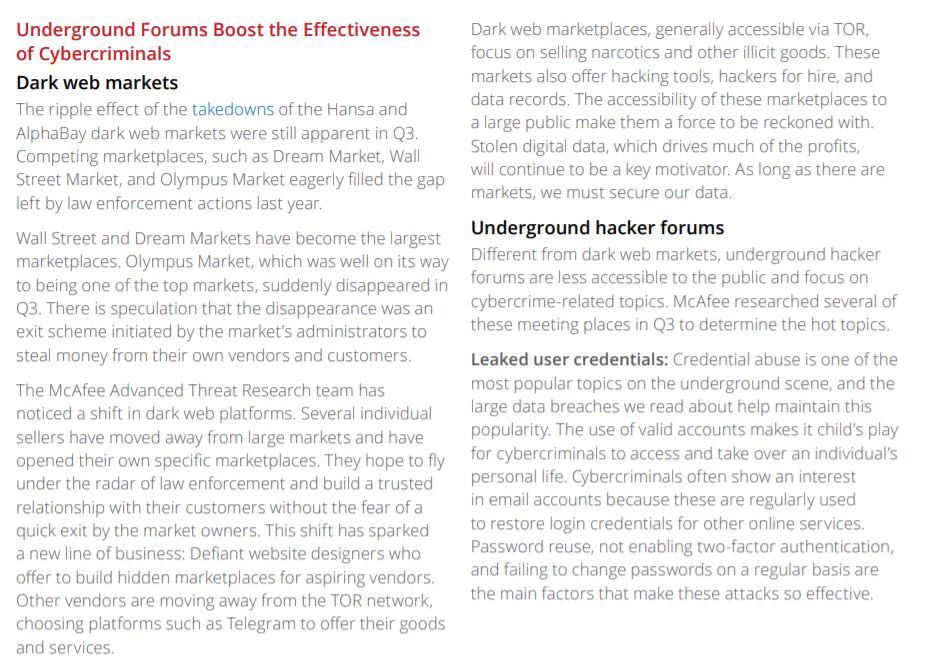 Underground Forums Boost the Effectiveness
of Cybercriminals
Dark web markets
The ripple effect of the takedowns of the Hansa and
AlphaBay dark web markets were still apparent in Q3.
Competing marketplaces, such as Dream Market, Wall
Street Market, and Olympus Market eagerly filled the gap
left by law enforcement actions last year.
Wall Street and Dream Markets have become the largest
marketplaces. Olympus Market, which was well on its way
to being one of the top markets, suddenly disappeared in
Q3. There is speculation that the disappearance was an
exit scheme initiated by the market's administrators to
steal money from their own vendors and customers.
The McAfee Advanced Threat Research team has
noticed a shift in dark web platforms. Several individual
sellers have moved away from large markets and have
opened their own specific marketplaces. They hope to fly
under the radar of law enforcement and build a trusted
relationship with their customers without the fear of a
quick exit by the market owners. This shift has sparked
a new line of business: Defiant website designers who
offer to build hidden marketplaces for aspiring vendors.
Other vendors are moving away from the TOR network,
choosing platforms such as Telegram to offer their goods
and services.
Dark web marketplaces, generally accessible via TOR,
focus on selling narcotics and other illicit goods. These
markets also offer hacking tools, hackers for hire, and
data records. The accessibility of these marketplaces to
a large public make them a force to be reckoned with.
Stolen digital data, which drives much of the profits,
will continue to be a key motivator. As long as there are
markets, we must secure our data.
Underground hacker forums
Different from dark web markets, underground hacker
forums are less accessible to the public and focus on
cybercrime-related topics. McAfee researched several of
these meeting places in Q3 to determine the hot topics.
Leaked user credentials: Credential abuse is one of the
most popular topics on the underground scene, and the
large data breaches we read about help maintain this
popularity. The use of valid accounts makes it child's play
for cybercriminals to access and take over an individual's
personal life. Cybercriminals often show an interest
in email accounts because these are regularly used
to restore login credentials for other online services.
Password reuse, not enabling two-factor authentication,
and failing to change passwords on a regular basis are
the main factors that make these attacks so effective.